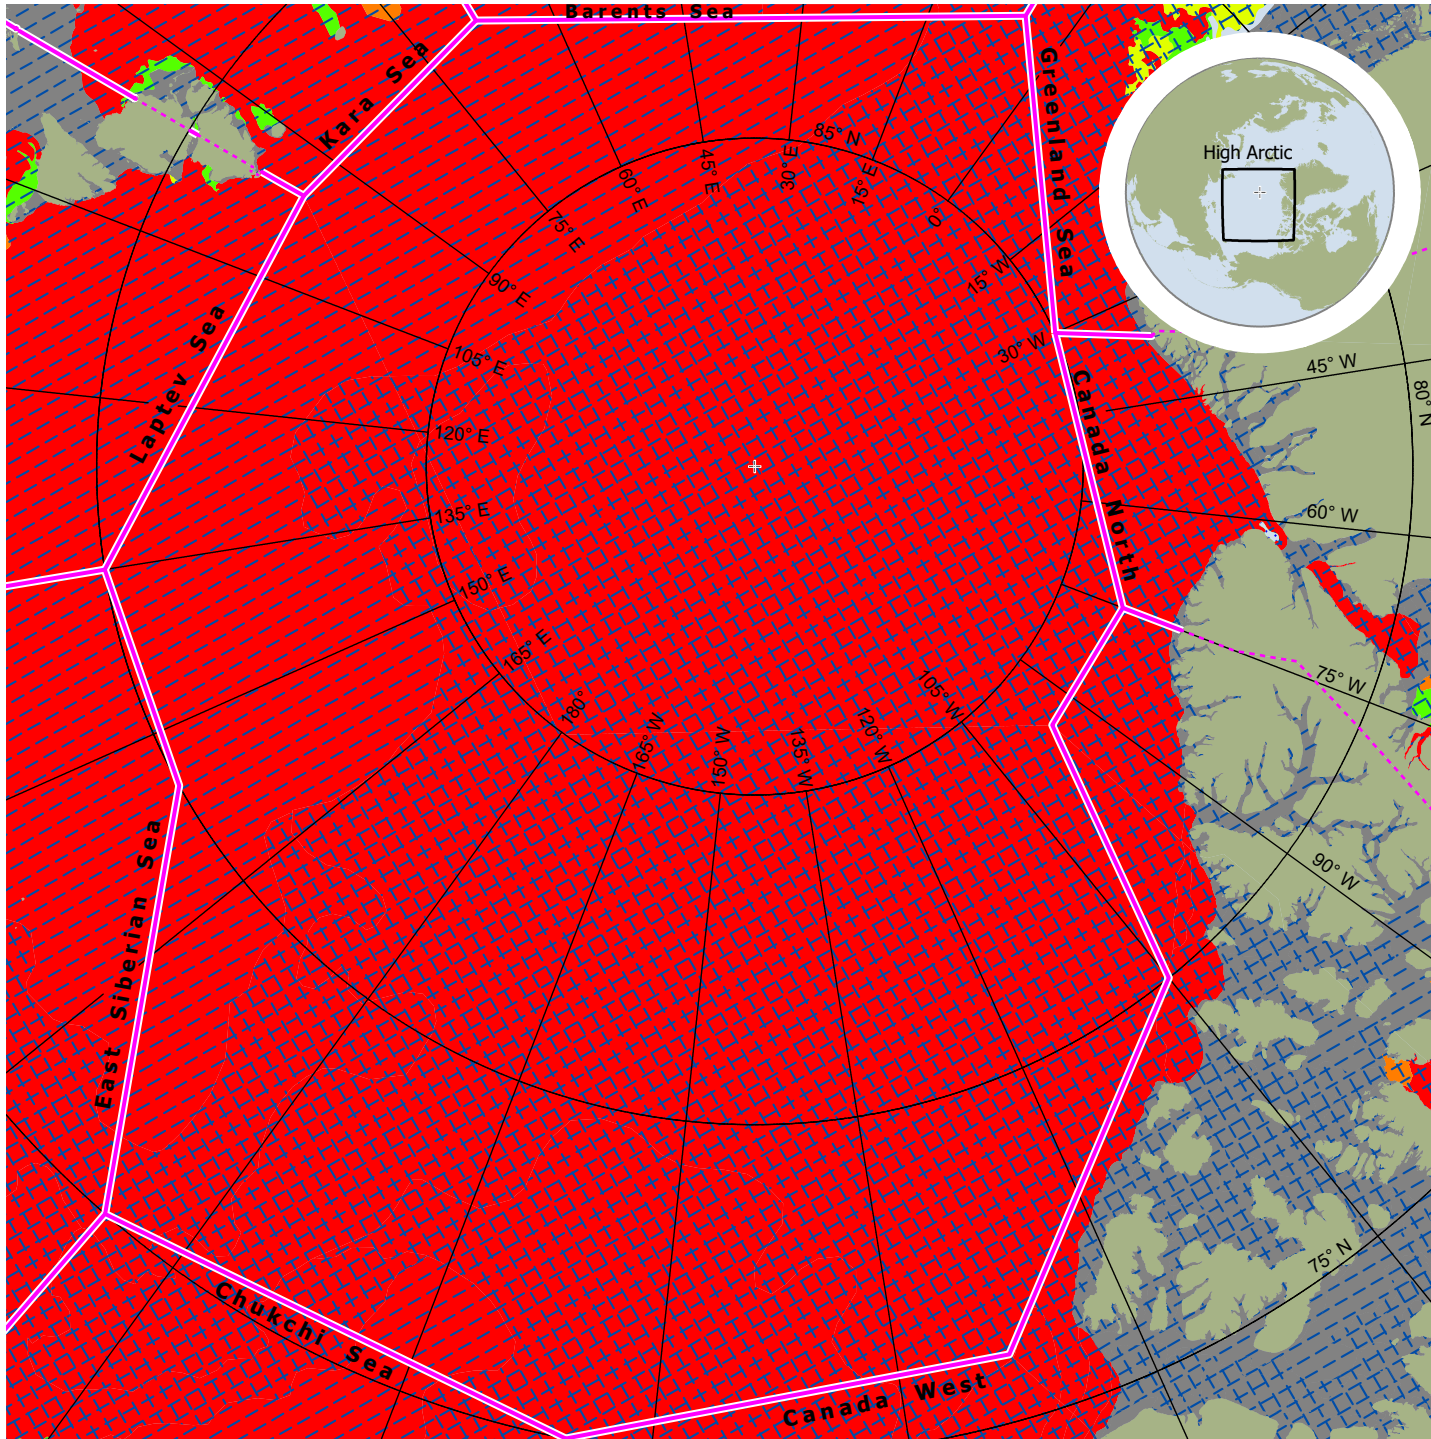 Barents Sea
Kara Sea
Greenland Sea
High Arctic
85° N
45° E
30° E
15° E
60° E
0°
75° E
15° W
90° E
Laptev Sea
30° W
105° E
45° W
80° N
Canada North
120° E
135° E
60° W
150° E
165° E
75° W
180°
105° W
165° W
150° W
135° W
120° W
90° W
East Siberian Sea
75° N
Chukchi Sea
Canada West